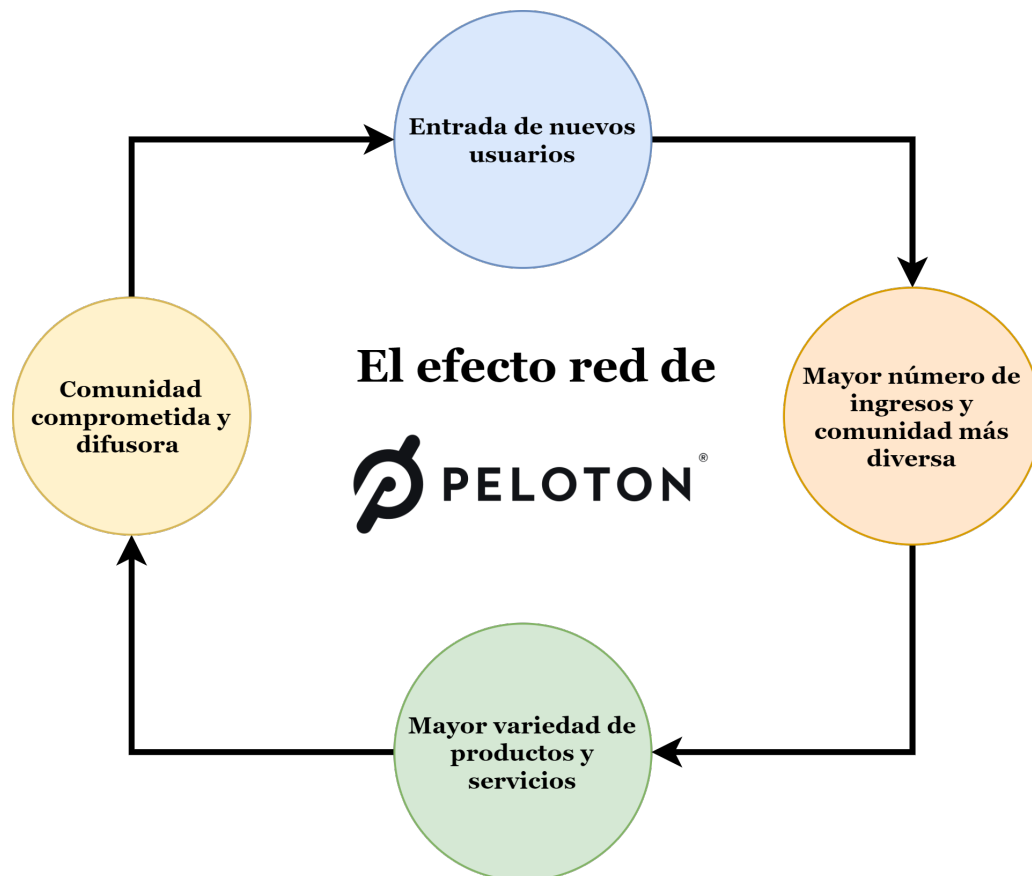 Entrada de nuevos
usuarios
El efecto red de
PELOTON®
Mayor número de
ingresos y
comunidad más
diversa
Mayor variedad de
productos y
servicios
Comunidad
comprometida y
difusora